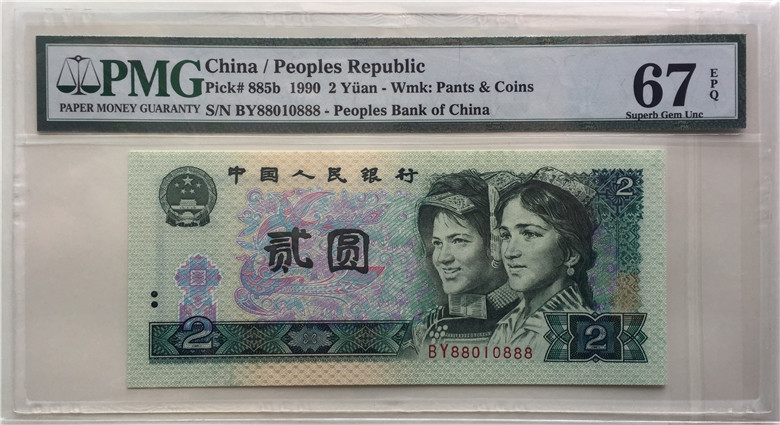 PMG
PAPER MONEY GUARANTY
China / Peoples Republic
Pick# 885b 1990 2 Yüan - Wmk: Pants & Coins
S/N BY88010888 - Peoples Bank of China
67
EPQ
Superb Gem Unc
中国人民银行
2
贰圆
2
BY88010888
2